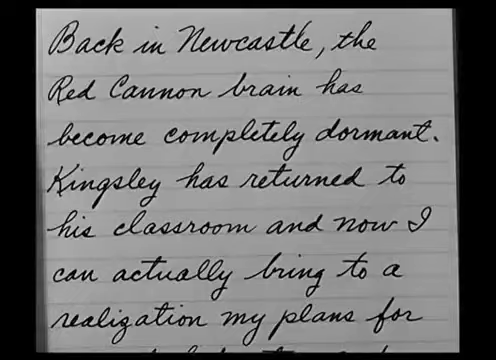 Back in Newcastle, the
Red Cannon brain has
become completely dormant.
Kingsley has returned to
his classroom and now I
can actually bring to a
realization my plans for